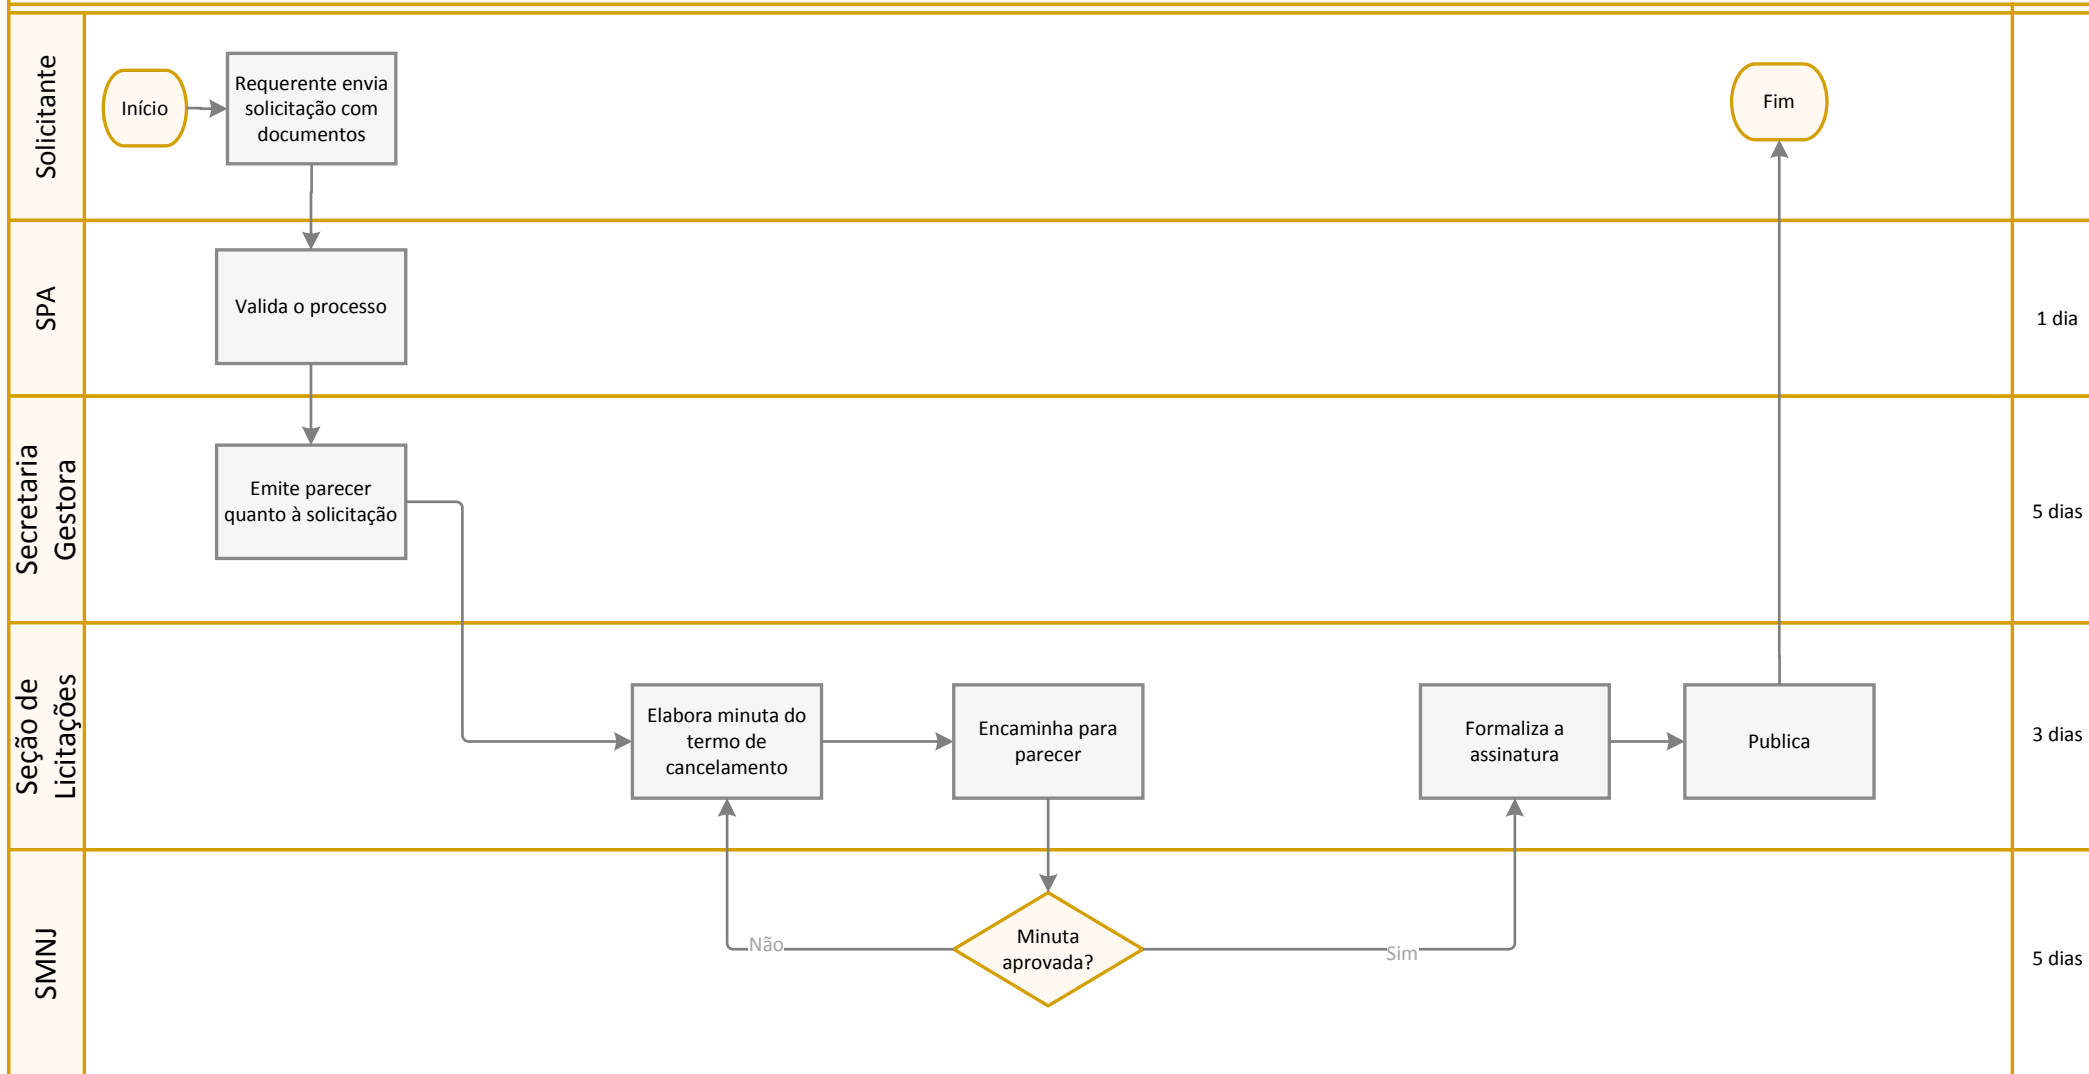 Solicitante
Início
Requerente envia
solicitação com
documentos
Fim
SPA
Valida o processo
1 dia
Secretaria
Gestora
Emite parecer
quanto à solicitação
5 dias
Seção de
Licitações
Elabora minuta do
termo de
cancelamento
Encaminha para
parecer
Formaliza a
assinatura
Publica
3 dias
SMNJ
Não
Minuta
aprovada?
Sim
5 dias